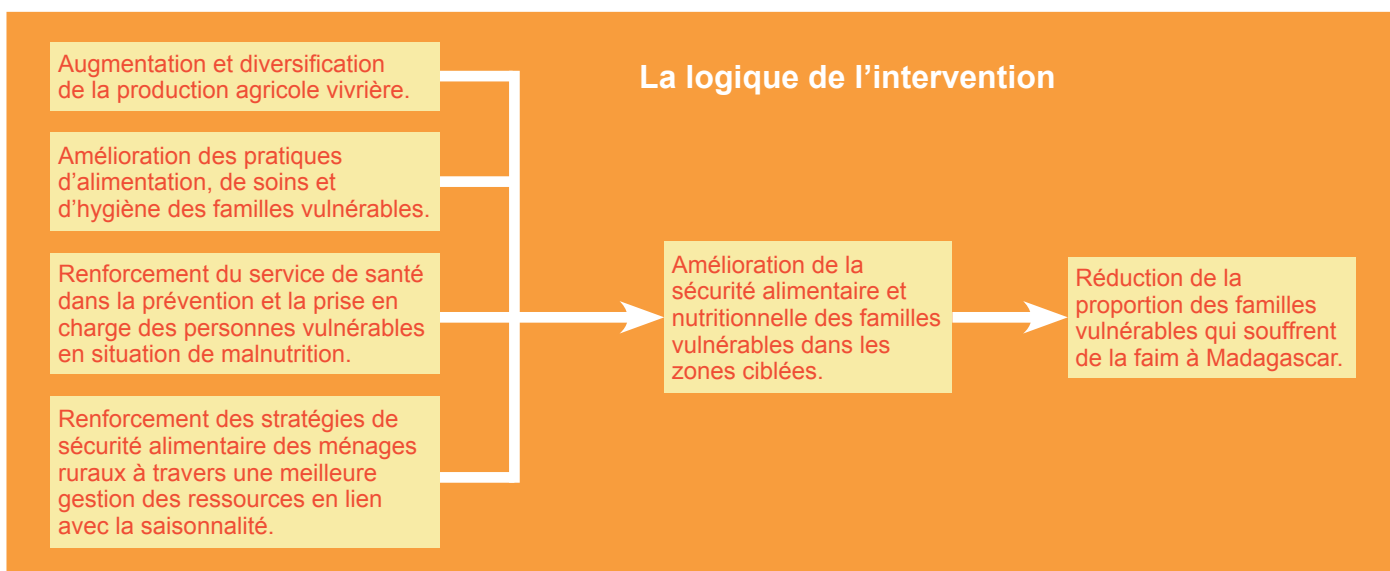 La logique de l’intervention
Augmentation et diversification
de la production agricole vivrière.
Amélioration des pratiques
d’alimentation, de soins et
d’hygiène des familles vulnérables.
Renforcement du service de santé
dans la prévention et la prise en
charge des personnes vulnérables
en situation de malnutrition.
Renforcement des stratégies de
sécurité alimentaire des ménages
ruraux à travers une meilleure
gestion des ressources en lien
avec la saisonnalité.
Amélioration de la
sécurité alimentaire et
nutritionnelle des familles
vulnérables dans les
zones ciblées.
Réduction de la
proportion des familles
vulnérables qui souffrent
de la faim à Madagascar.